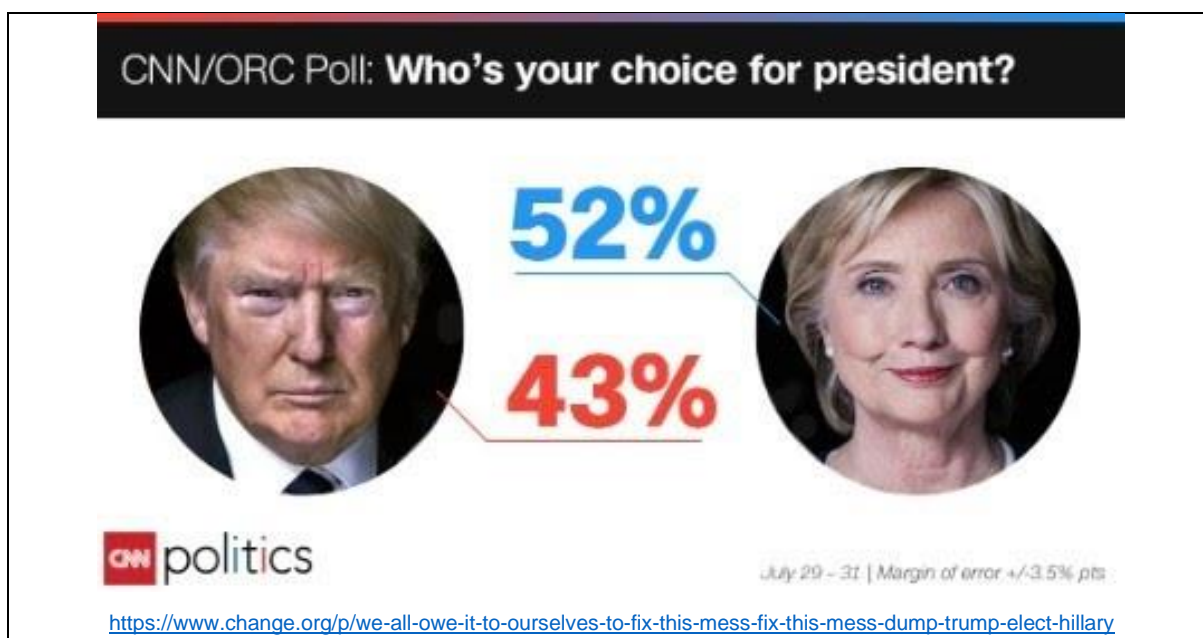 CNN/ORC Poll: Who's your choice for president?
52%
43%
CNN politics
July 29 - 31 | Margin of error +/-3.5% pts
https://www.change.org/p/we-all-owe-it-to-ourselves-to-fix-this-mess-fix-this-mess-dump-trump-elect-hillary